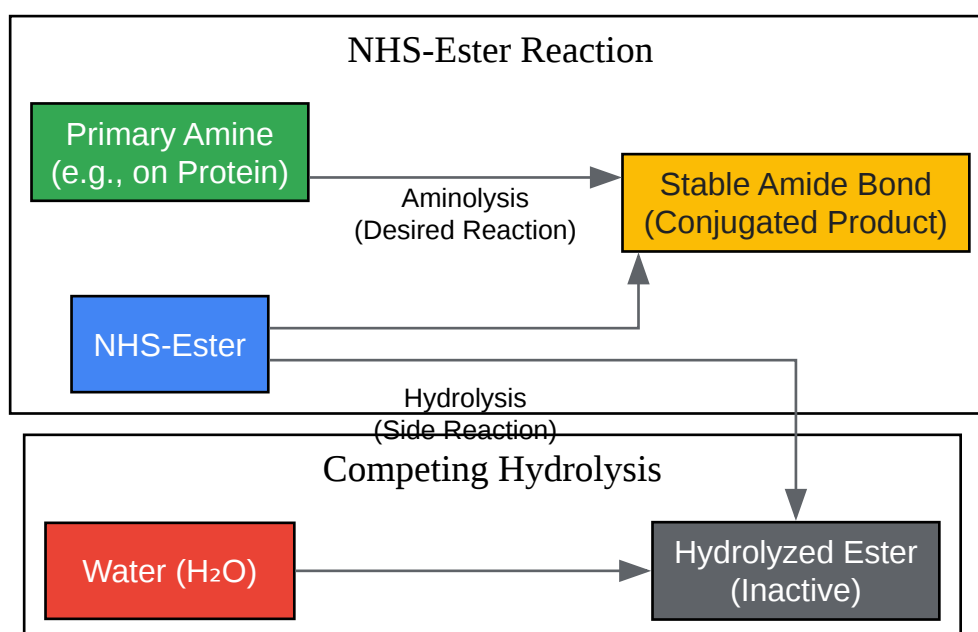 NHS-Ester Reaction
Primary Amine
(e.g., on Protein)
Aminolysis
(Desired Reaction)
Stable Amide Bond
(Conjugated Product)
NHS-Ester
Hydrolysis
(Side Reaction)
Competing Hydrolysis
Water (H₂O)
Hydrolyzed Ester
(Inactive)